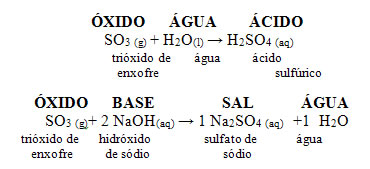 ÓXIDO ÁGUA ÁCIDO
SO₃ (g) + H₂O(l) → H₂SO₄ (aq)
trióxido de água ácido
enxofre sulfúrico
ÓXIDO BASE SAL ÁGUA
SO₃ (g)+ 2 NaOH(aq) → 1 Na₂SO₄ (aq) +1 H₂O
trióxido de hidróxido sulfato de água
enxofre de sódio sódio